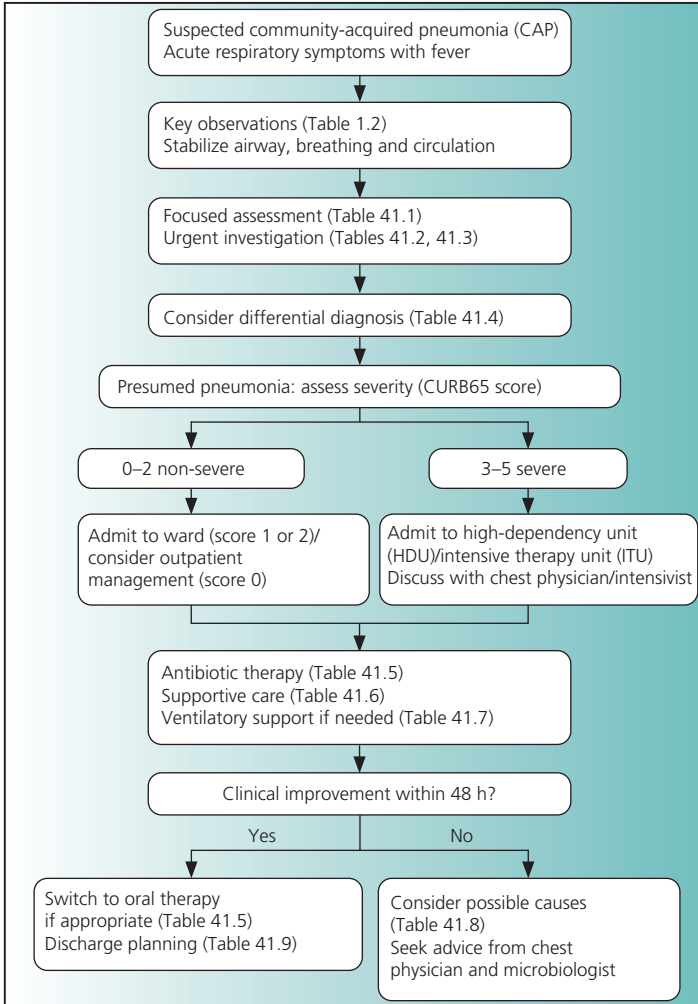 Suspected community-acquired pneumonia (CAP)
Acute respiratory symptoms with fever
Key observations (Table 1.2)
Stabilize airway, breathing and circulation
Focused assessment (Table 41.1)
Urgent investigation (Tables 41.2, 41.3)
Consider differential diagnosis (Table 41.4)
Presumed pneumonia: assess severity (CURB65 score)
0–2 non-severe
3–5 severe
Admit to ward (score 1 or 2)/
consider outpatient
management (score 0)
Admit to high-dependency unit
(HDU)/intensive therapy unit (ITU)
Discuss with chest physician/intensivist
Antibiotic therapy (Table 41.5)
Supportive care (Table 41.6)
Ventilatory support if needed (Table 41.7)
Clinical improvement within 48 h?
Yes
No
Switch to oral therapy
if appropriate (Table 41.5)
Discharge planning (Table 41.9)
Consider possible causes
(Table 41.8)
Seek advice from chest
physician and microbiologist